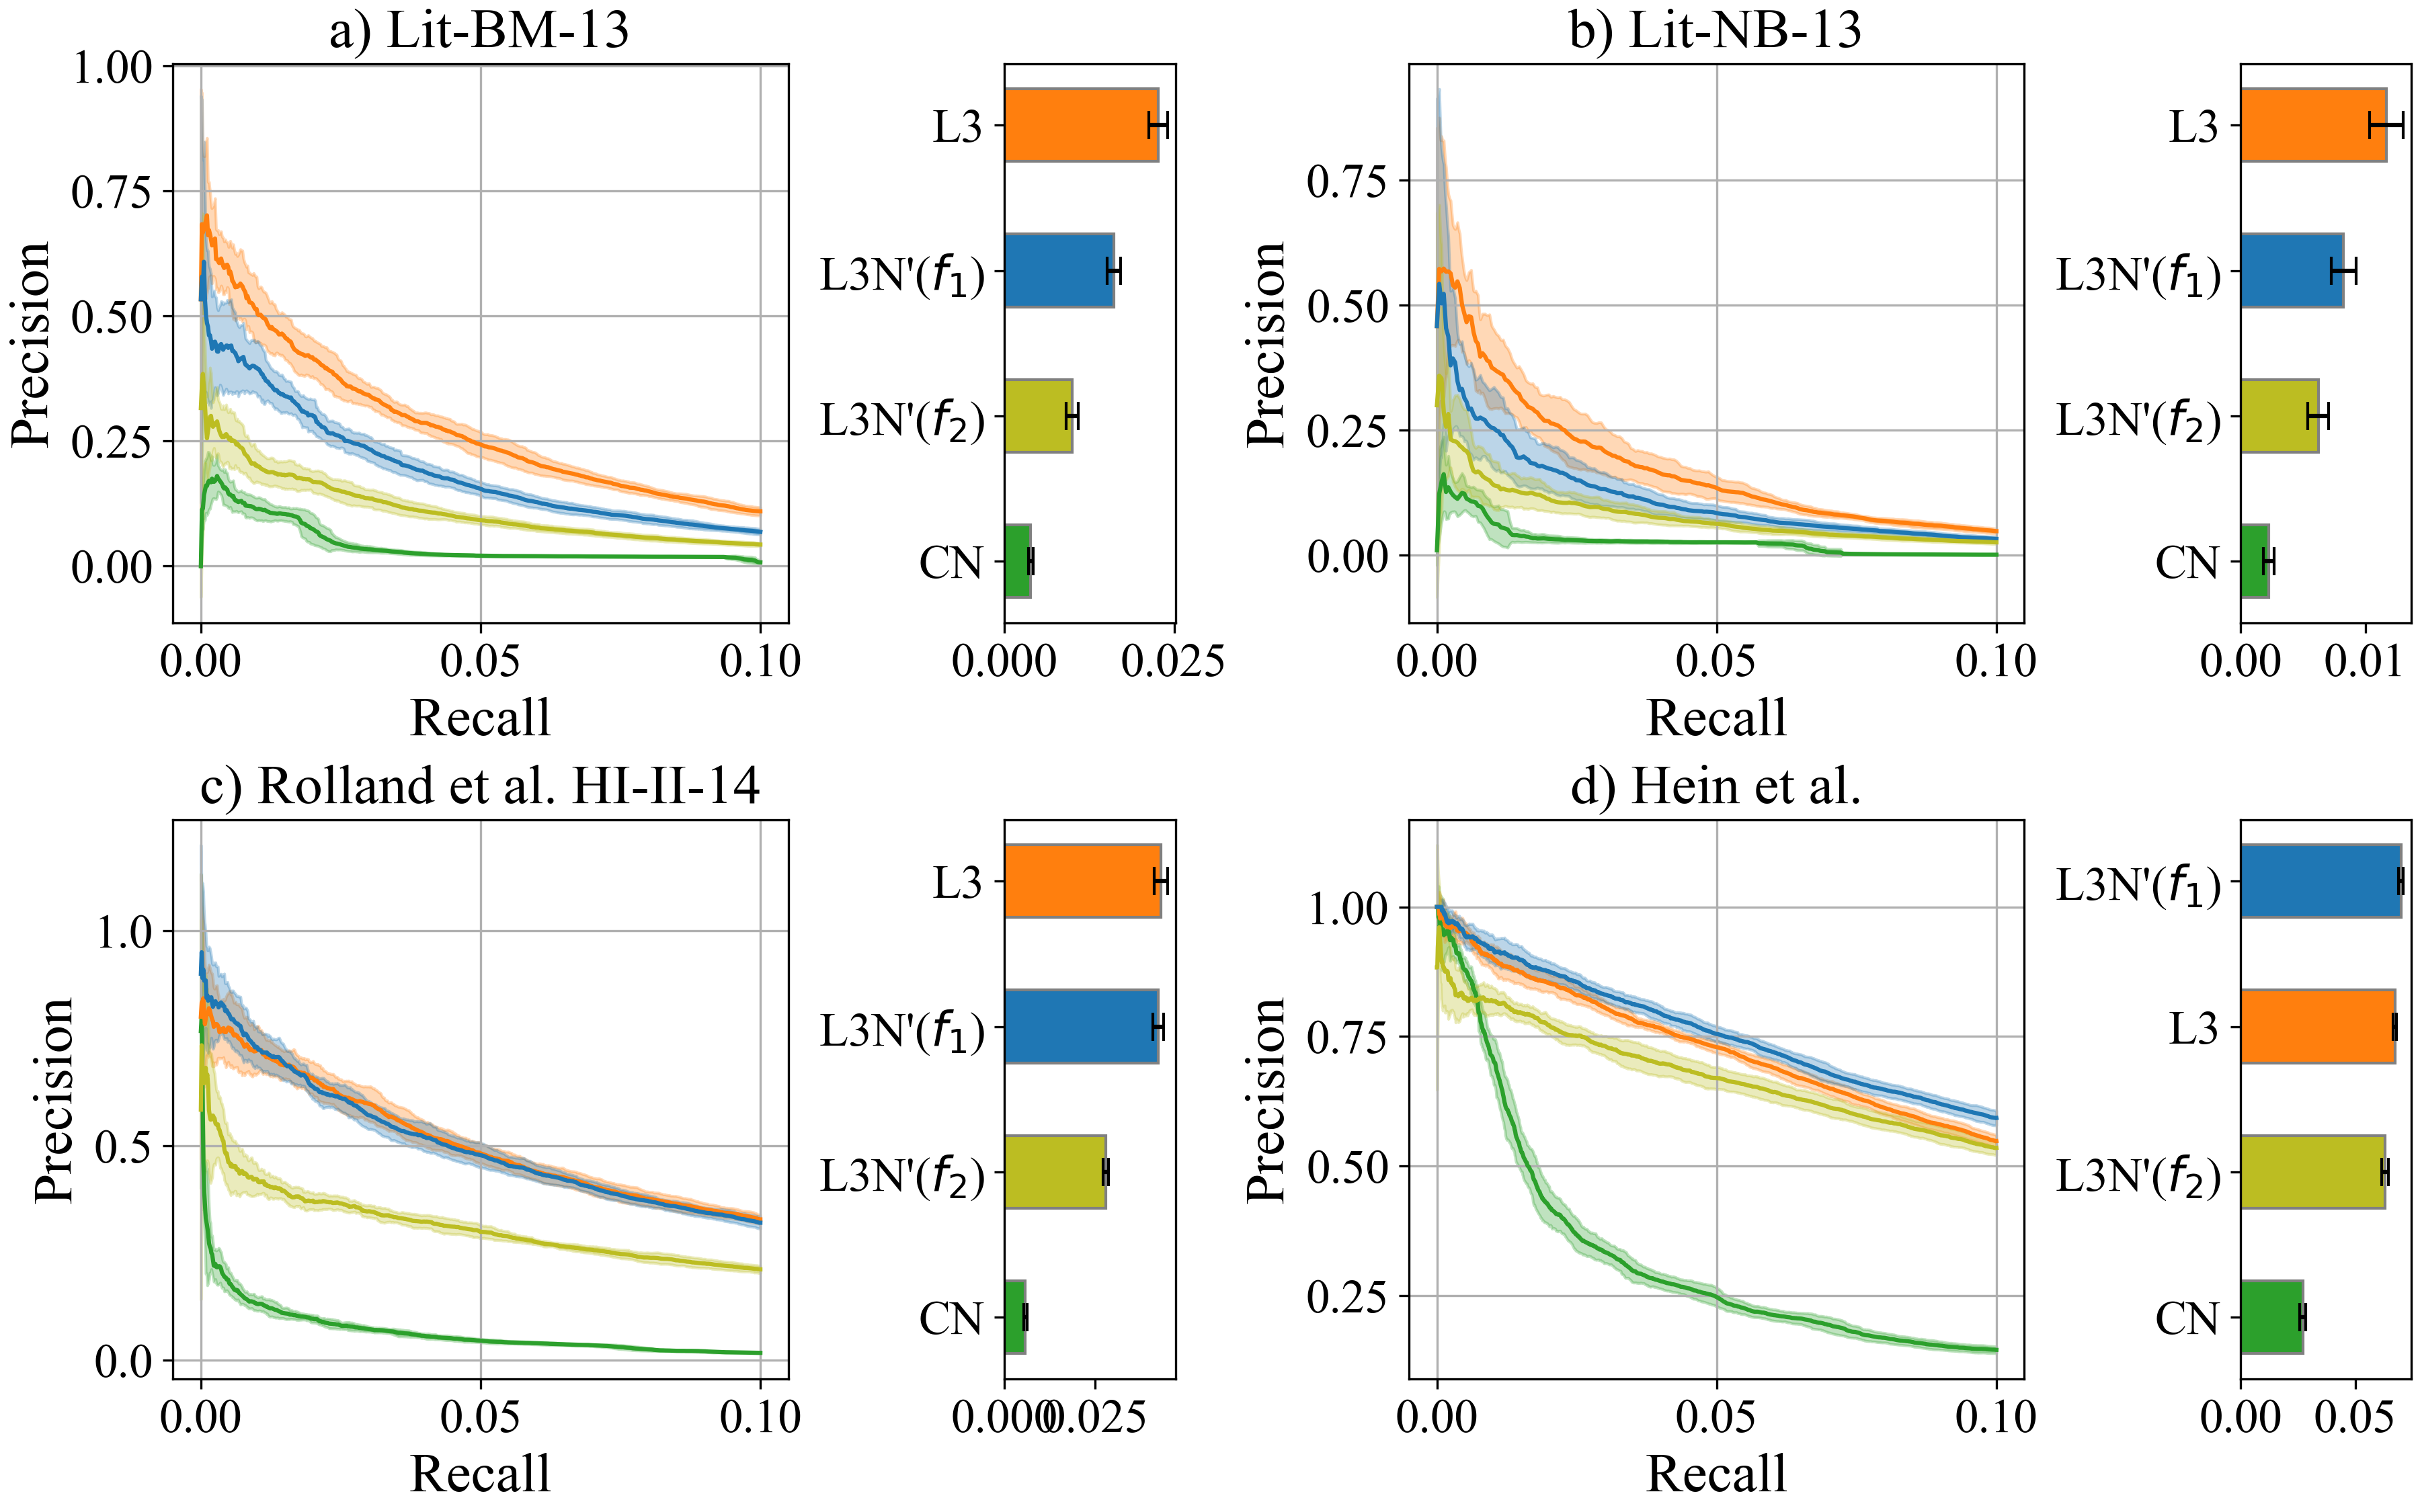 a) Lit-BM-13
1.00
0.75
0.50
0.25
0.00
Precision
0.00 0.05 0.10
Recall
L3
L3N'(f1)
L3N'(f2)
CN
0.000 0.025
b) Lit-NB-13
0.75
0.50
0.25
0.00
Precision
0.00 0.05 0.10
Recall
L3
L3N'(f1)
L3N'(f2)
CN
0.00 0.01
c) Rolland et al. HI-II-14
1.0
0.5
0.0
Precision
0.00 0.05 0.10
Recall
L3
L3N'(f1)
L3N'(f2)
CN
0.000 0.025
d) Hein et al.
1.00
0.75
0.50
0.25
Precision
0.00 0.05 0.10
Recall
L3N'(f1)
L3
L3N'(f2)
CN
0.00 0.05